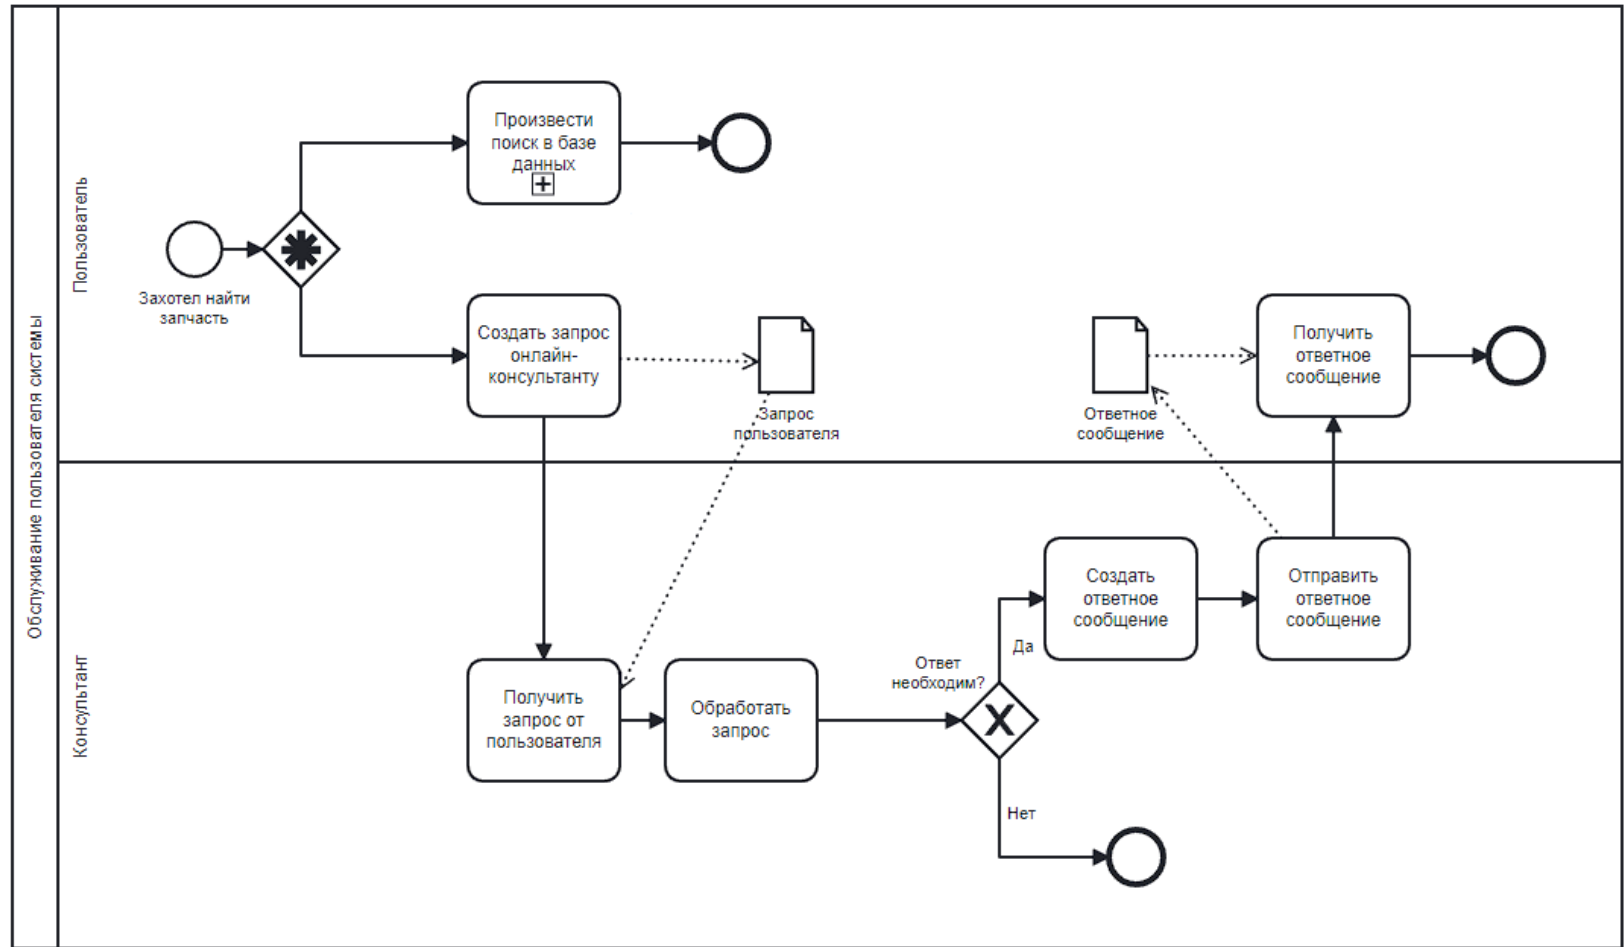 Обслуживание пользователя системы
Пользователь
Произвести
поиск в базе
данных
Захотел найти
запчасть
Создать запрос
онлайн-
консультанту
Запрос
пользователя
Ответное
сообщение
Получить
ответное
сообщение
Консультант
Получить
запрос от
пользователя
Обработать
запрос
Ответ
необходим?
Да
Нет
Создать
ответное
сообщение
Отправить
ответное
сообщение